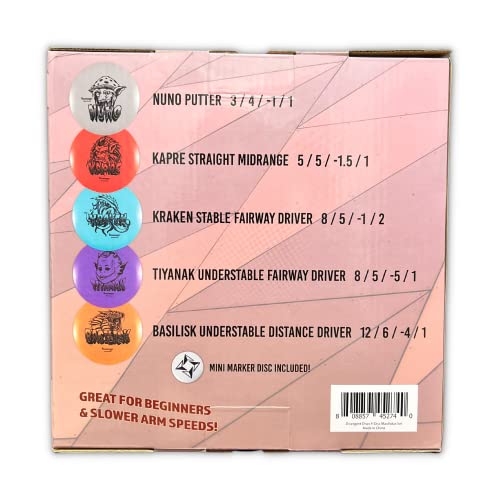 NUNO PUTTER 3 / 4 / -1 / 1
KAPRE STRAIGHT MIDRANGE 5 / 5 / -1.5 / 1
KRAKEN STABLE FAIRWAY DRIVER 8 / 5 / -1 / 2
TIYANAK UNDERSTABLE FAIRWAY DRIVER 8 / 5 / -5 / 1
BASILISK UNDERSTABLE DISTANCE DRIVER 12 / 6 / -4 / 1
MINI MARKER DISC INCLUDED!
GREAT FOR BEGINNERS
& SLOWER ARM SPEEDS!
8 08857 45274 0
Made in China